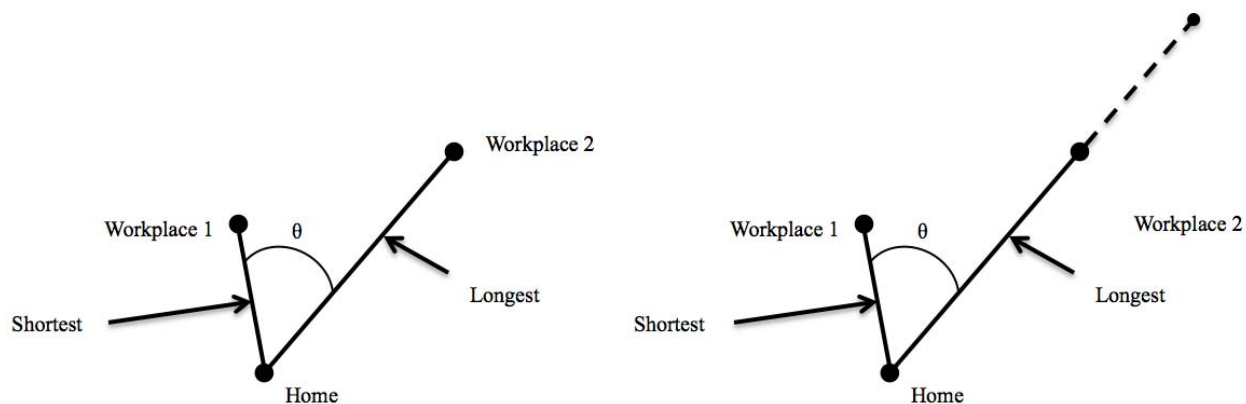 Workplace 2
Workplace 1
θ
Longest
Shortest
Home
Workplace 1
θ
Workplace 2
Longest
Shortest
Home